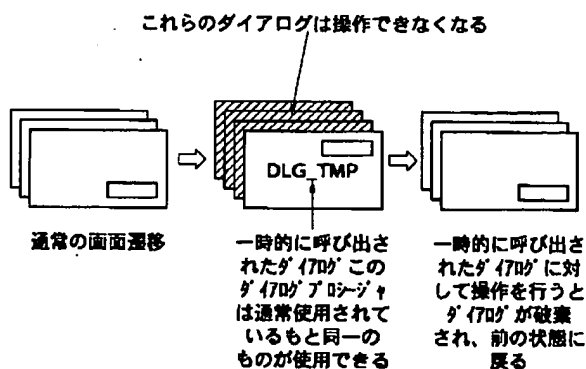 これらのダイアログは操作できなくなる
DLG_TMP
通常の画面遷移
一時的に呼び出さ
れたダイアログこの
ダイアログプロシージャ
は通常使用されて
いるもと同一の
ものが使用できる
一時的に呼び出さ
れたダイアログに対
して操作を行うと
ダイアログが破棄
され、前の状態に
戻る